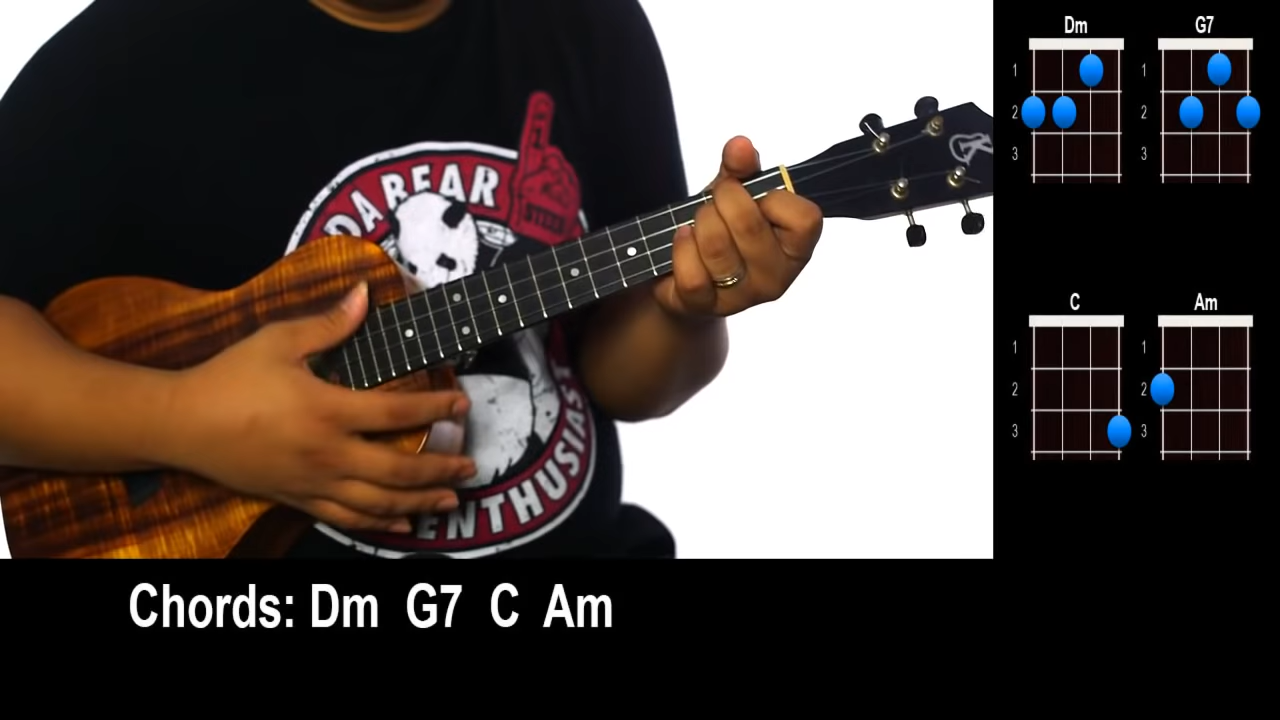 DA BEAR
STEEZ
ENTHUSIAST
K
Dm G7
1 1
2 2
3 3
C Am
1 1
2 2
3 3
Chords: Dm G7 C Am